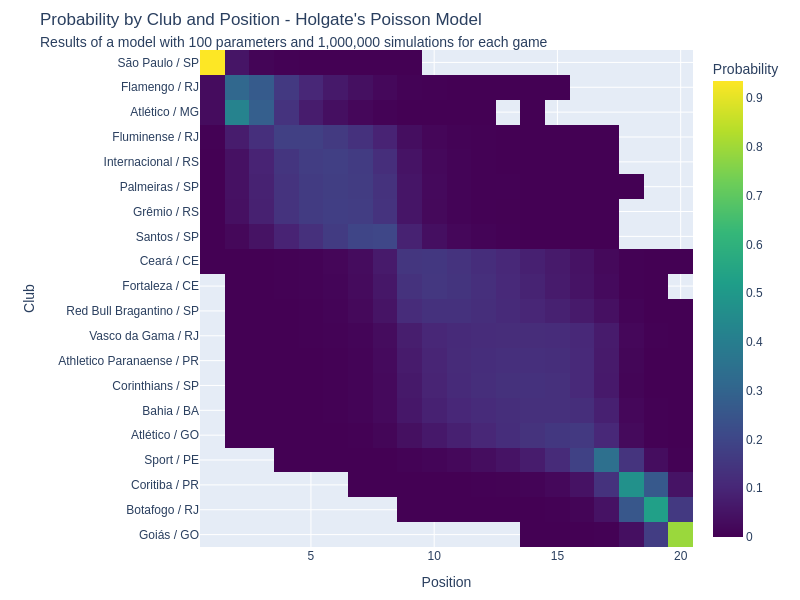 Probability by Club and Position - Holgate's Poisson Model
Results of a model with 100 parameters and 1,000,000 simulations for each game
Probability
São Paulo / SP
Flamengo / RJ
Atlético / MG
Fluminense / RJ
Internacional / RS
Palmeiras / SP
Grêmio / RS
Santos / SP
Ceará / CE
Fortaleza / CE
Red Bull Bragantino / SP
Vasco da Gama / RJ
Athletico Paranaense / PR
Corinthians / SP
Bahia / BA
Atlético / GO
Sport / PE
Coritiba / PR
Botafogo / RJ
Goiás / GO
Club
5
10
15
20
Position
0.9
0.8
0.7
0.6
0.5
0.4
0.3
0.2
0.1
0